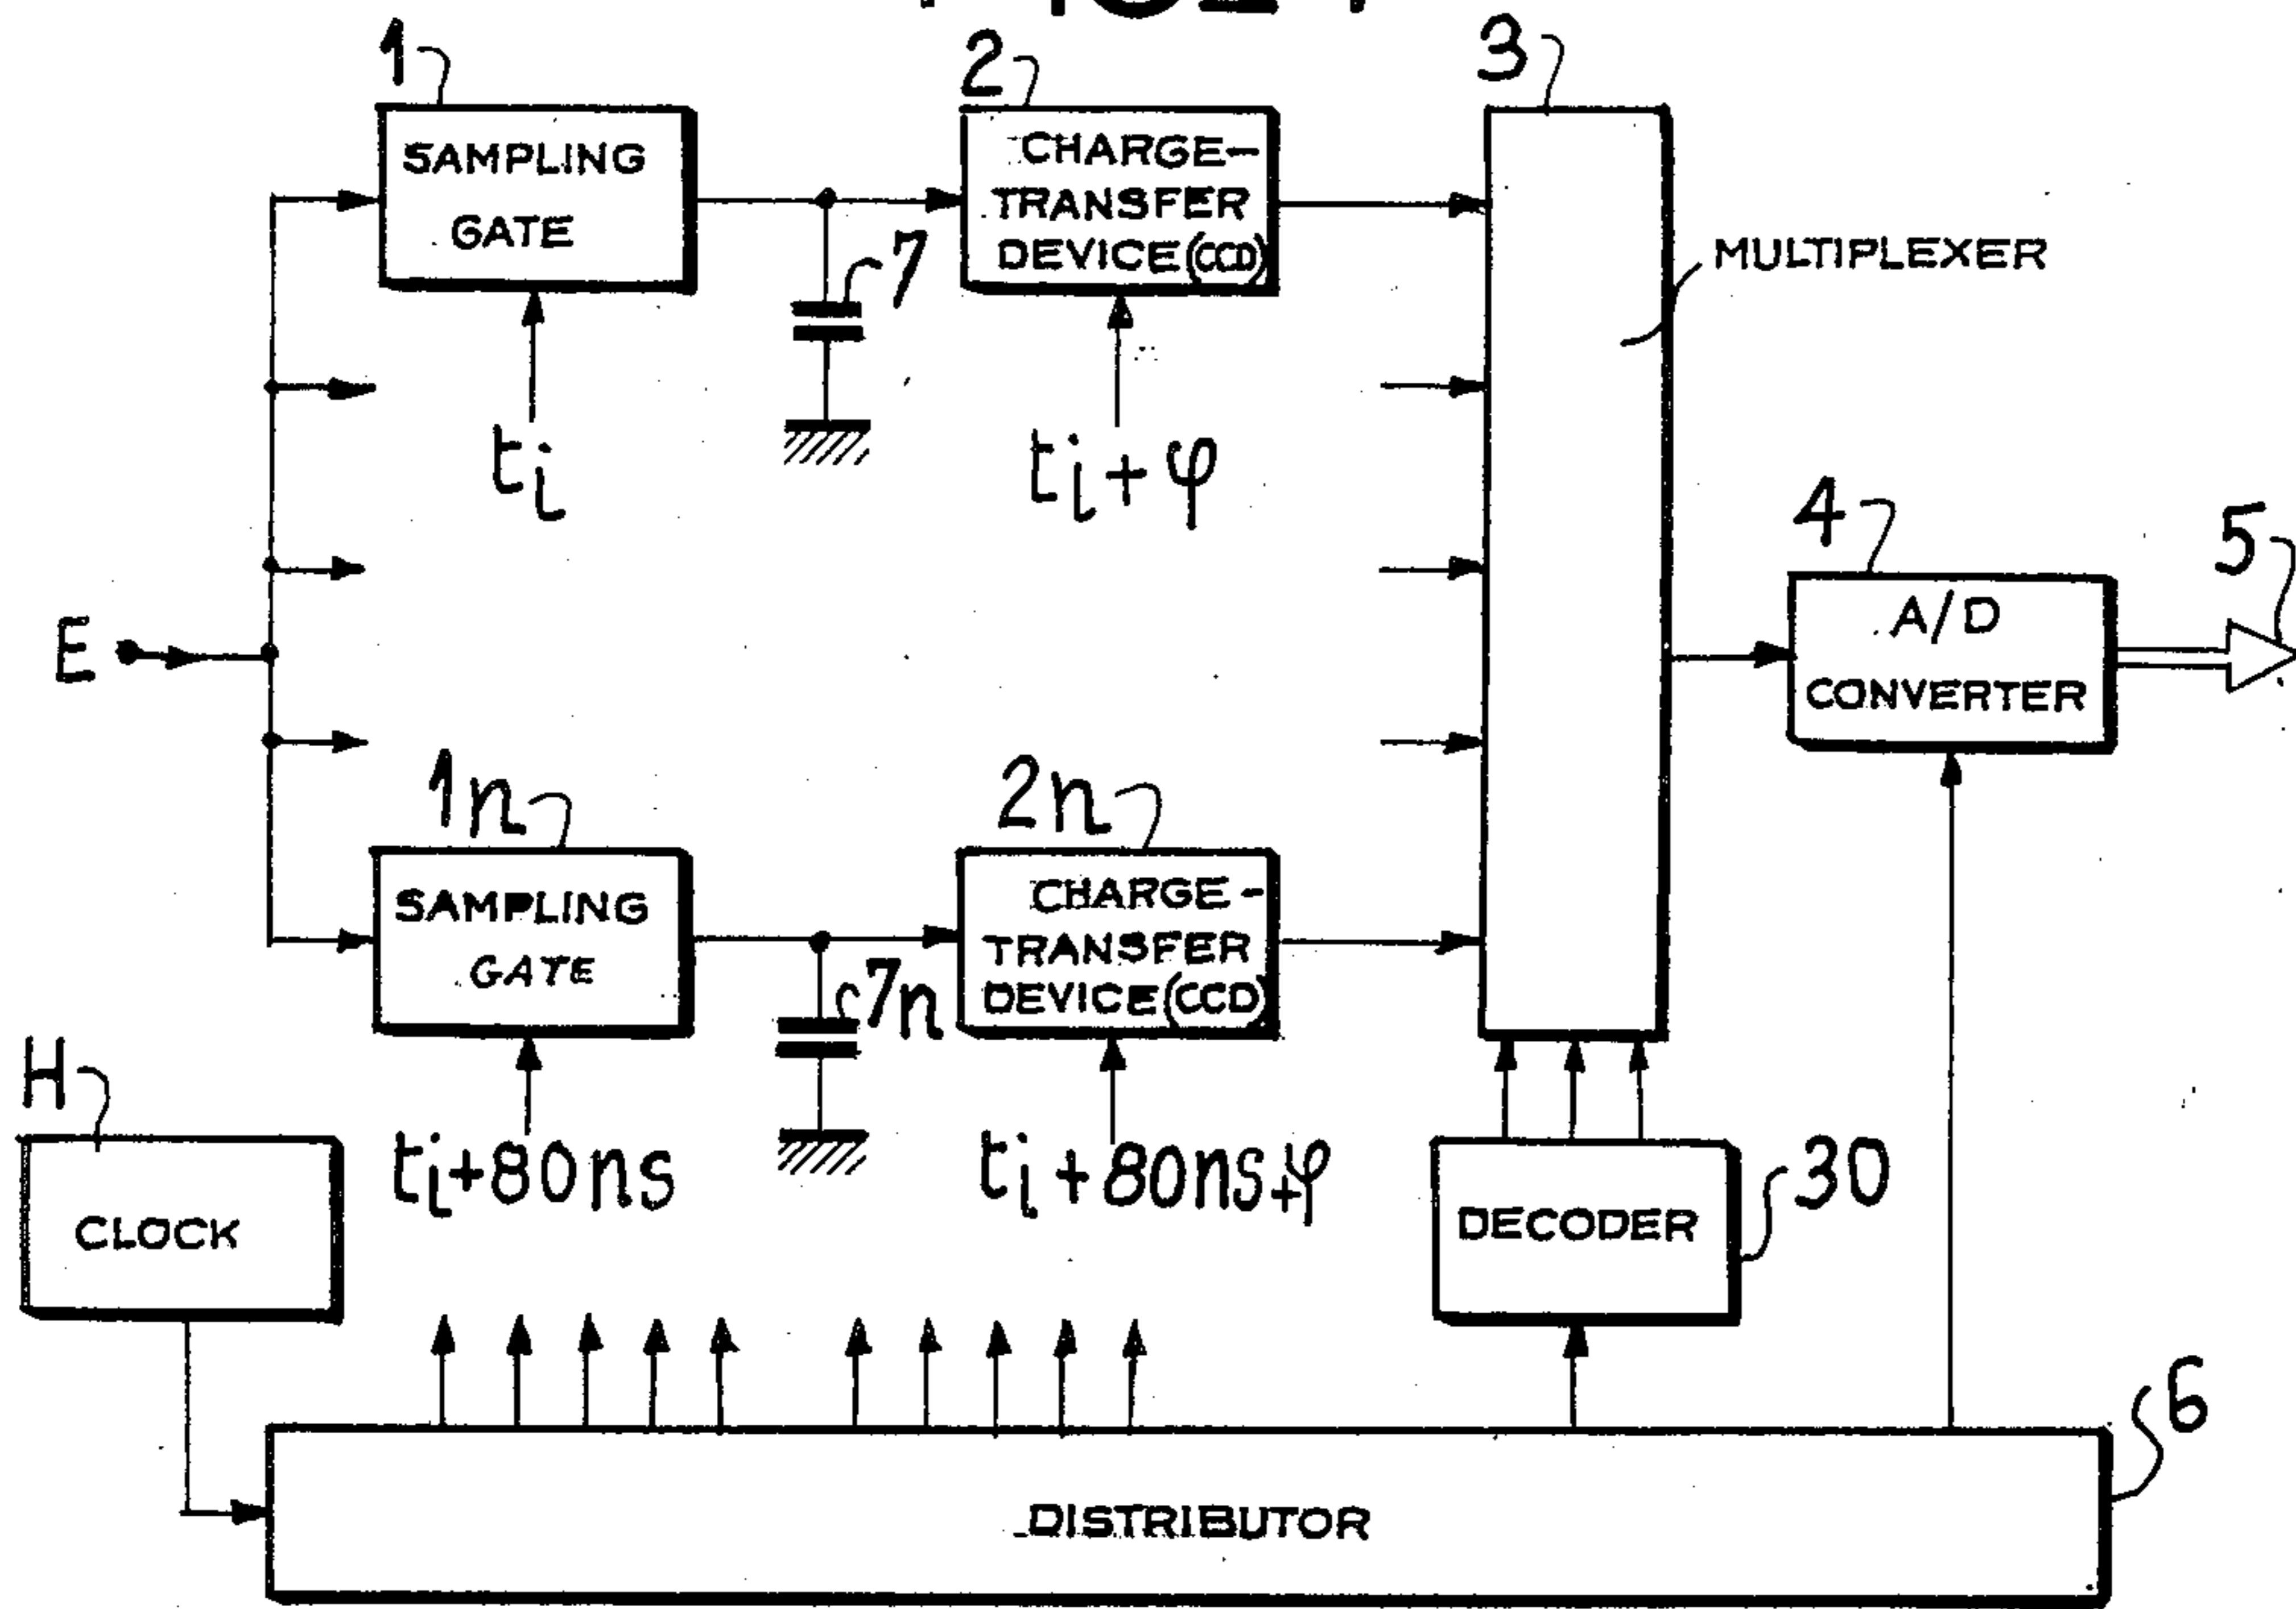 1
2
3
SAMPLING
GATE
CHARGE-
TRANSFER
DEVICE (CCD)
7
MULTIPLEXER
ti
ti + φ
4
5
A/D
CONVERTER
E
1n
2n
SAMPLING
GATE
CHARGE-
TRANSFER
DEVICE (CCD)
7n
H
CLOCK
ti+80ns
ti+80ns+φ
DECODER
30
6
DISTRIBUTOR